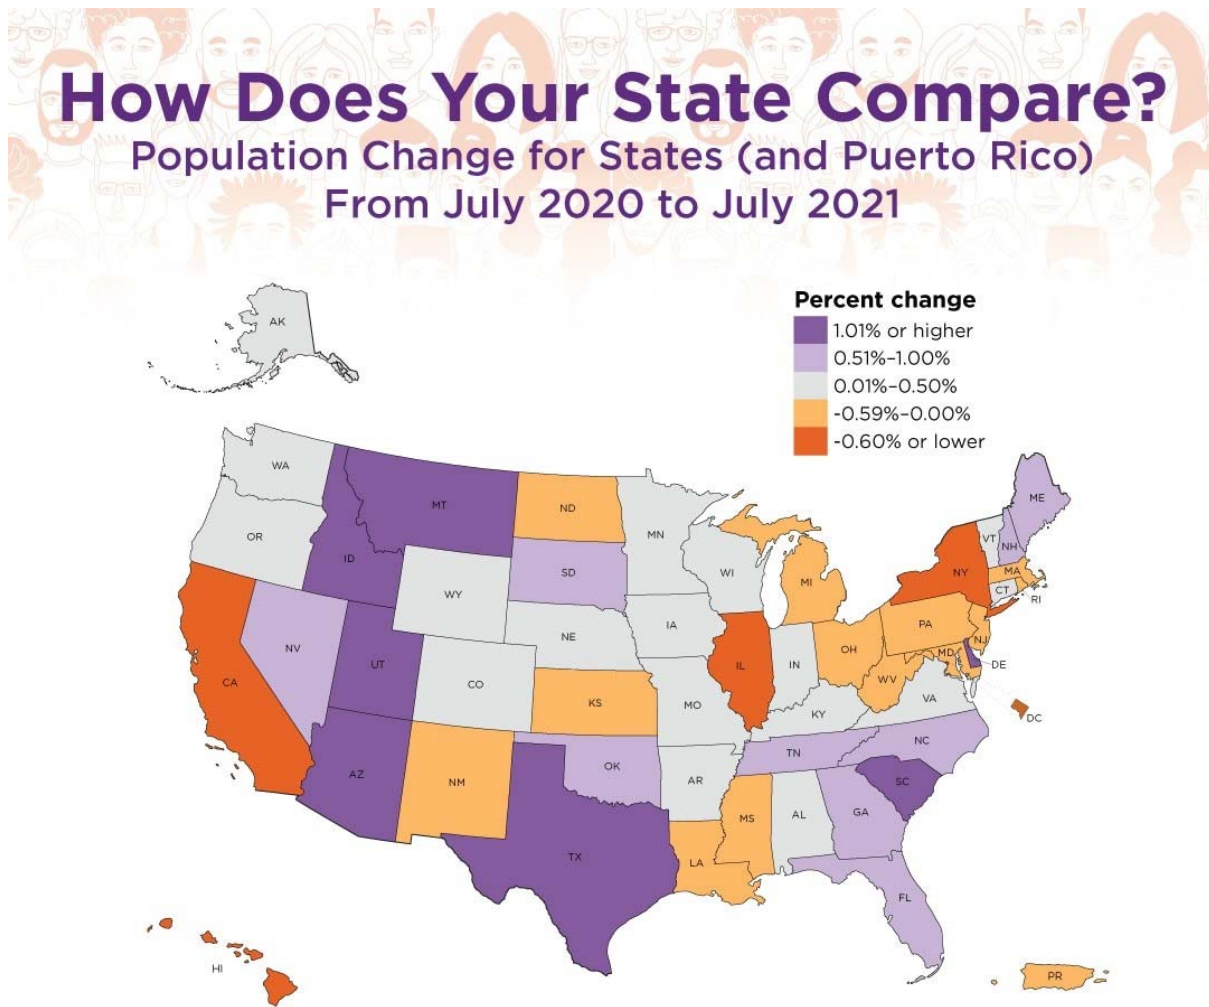 How Does Your State Compare?
Population Change for States (and Puerto Rico)
From July 2020 to July 2021
Percent change
1.01% or higher
0.51%–1.00%
0.01%–0.50%
-0.59%–0.00%
-0.60% or lower
AK
WA
MT
ND
MN
ME
OR
ID
SD
WI
MI
VT
NH
NY
MA
CT
RI
WY
NE
IA
PA
NJ
NV
UT
CO
KS
MO
IL
IN
OH
WV
MD
DE
VA
DC
KY
CA
AZ
NM
OK
AR
TN
NC
SC
MS
AL
GA
TX
LA
FL
HI
PR